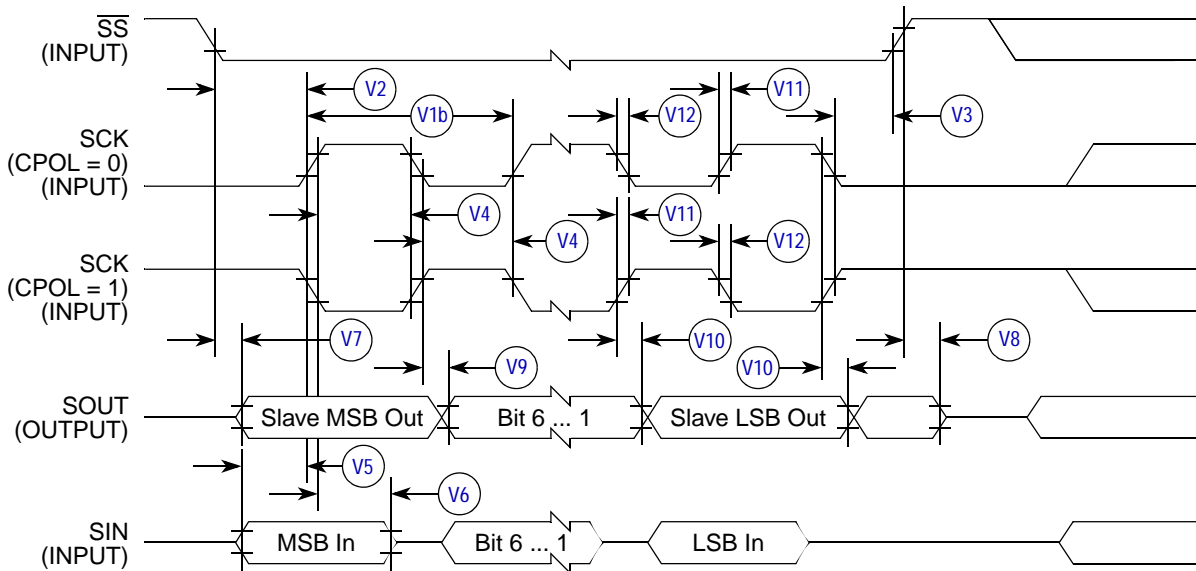 SS
(INPUT)
V2
V11
V1b
V12
V3
SCK
(CPOL = 0)
(INPUT)
V4
V11
V4
V12
SCK
(CPOL = 1)
(INPUT)
V7
V9
V10
V10
V8
SOUT
(OUTPUT)
Slave MSB Out
Bit 6 ... 1
Slave LSB Out
V5
V6
SIN
(INPUT)
MSB In
Bit 6 ... 1
LSB In